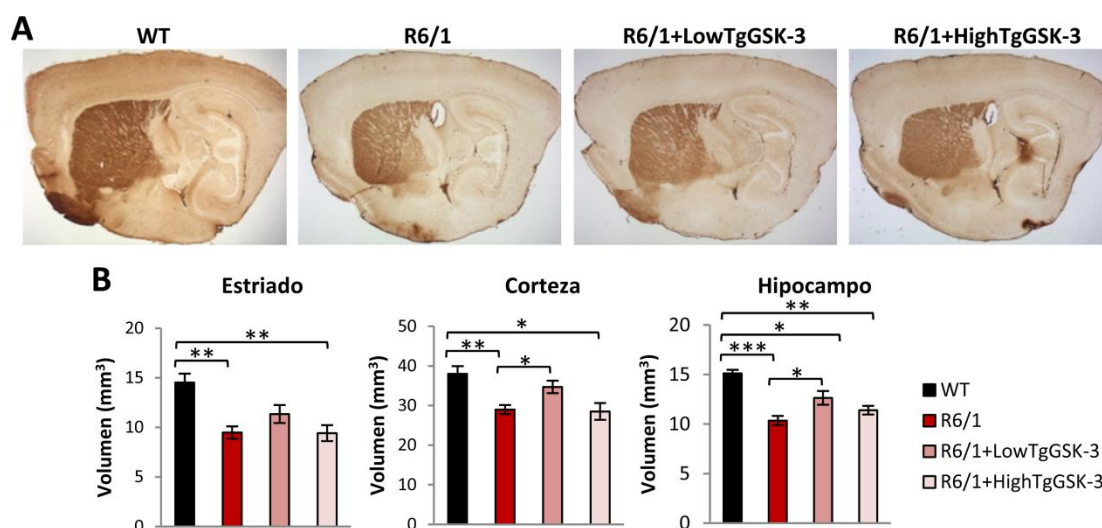 A
WT
R6/1
R6/1+LowTgGSK-3
R6/1+HighTgGSK-3
B
Estriado
Volumen (mm³)
20
15
10
5
0
**
**
Corteza
Volumen (mm³)
50
40
30
20
10
0
*
**
*
Hipocampo
Volumen (mm³)
20
15
10
5
0
**
*
***
*
WT
R6/1
R6/1+LowTgGSK-3
R6/1+HighTgGSK-3